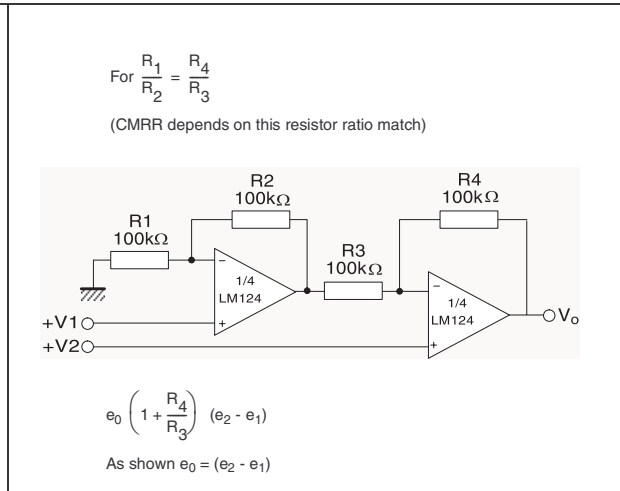 For R1/R2 = R4/R3
(CMRR depends on this resistor ratio match)
R2
100kΩ
R4
100kΩ
R1
100kΩ
R3
100kΩ
1/4
LM124
1/4
LM124
+V1
+V2
Vo
e0 (1 + R4/R3) (e2 - e1)
As shown e0 = (e2 - e1)